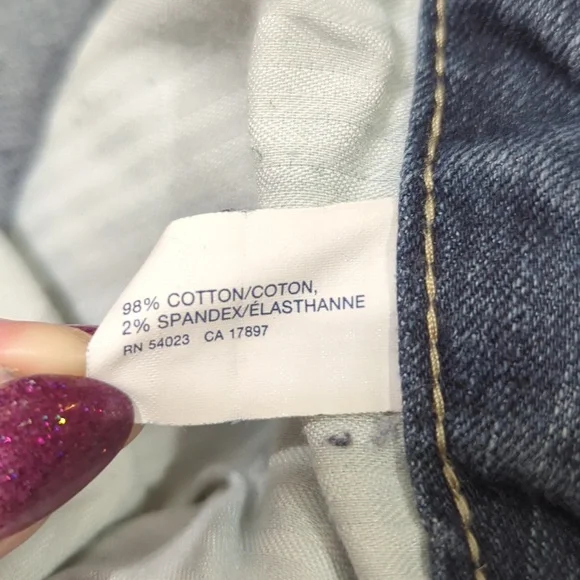 98% COTTON/COTON,
2% SPANDEX/ÉLASTHANNE
RN 54023 CA 17897